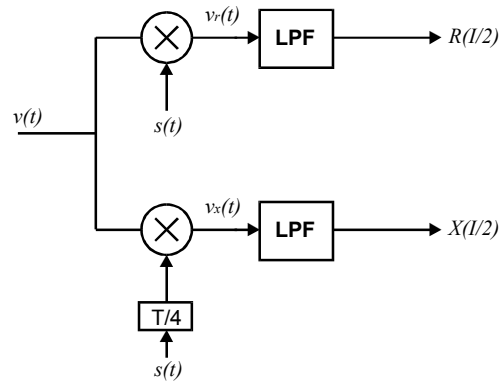 vr(t)
LPF
R(I/2)
s(t)
v(t)
vx(t)
LPF
X(I/2)
T/4
s(t)